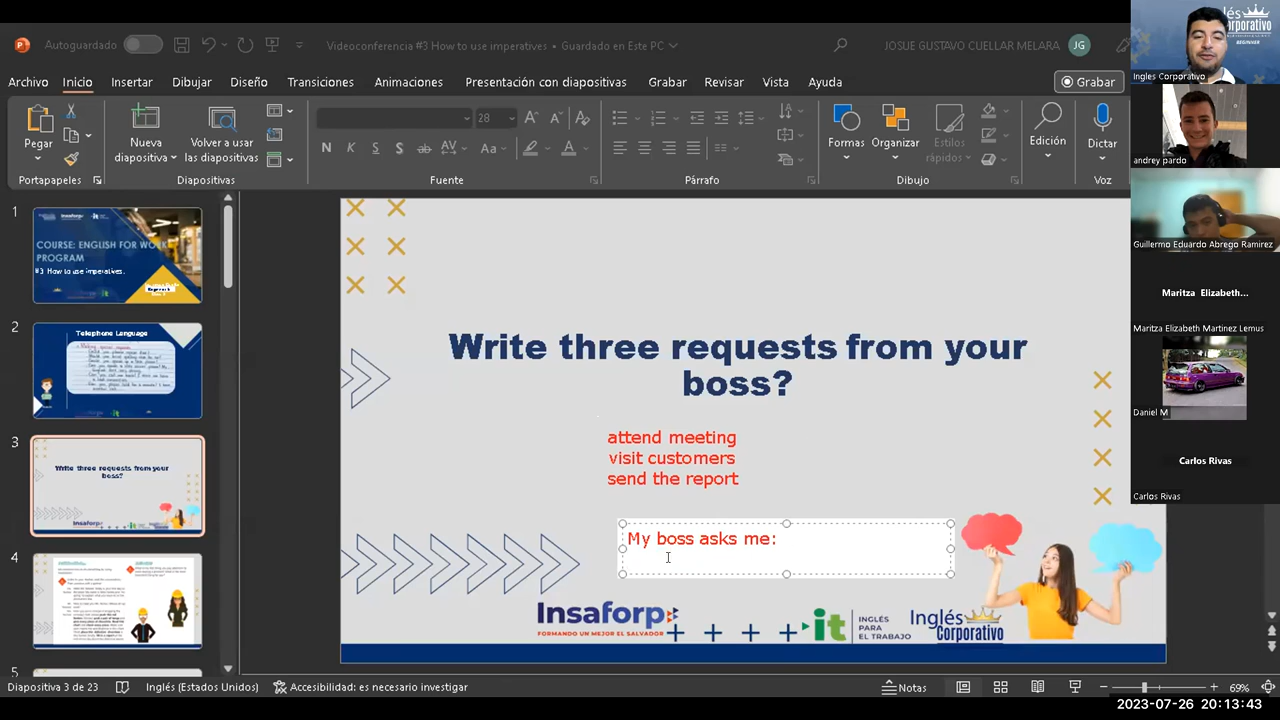 Autoguardado
Videoconferencia #3 How to use imperatives • Guardado en Este PC
JOSUE GUSTAVO CUELLAR MELARA
JG
Archivo
Inicio
Insertar
Dibujar
Diseño
Transiciones
Animaciones
Presentación con diapositivas
Grabar
Revisar
Vista
Ayuda
Grabar
Pegar
Nueva diapositiva
Volver a usar las diapositivas
28
Formas
Organizar
Estilos rápidos
Edición
Dictar
Portapapeles
Diapositivas
Fuente
Párrafo
Dibujo
Voz
1
COURSE: ENGLISH FOR WORK
PROGRAM
#3 How to use imperatives.
2
Telephone Language
3
Write three requests from your
boss?
4
5
Write three requests from your
boss?
attend meeting
visit customers
send the report
My boss asks me:
insaforp
FORMANDO UN MEJOR EL SALVADOR
it
INGLÉS
PARA
EL TRABAJO
Inglés
Corporativo
Ingles Corporativo
andrey pardo
Guillermo Eduardo Abrego Ramirez
Maritza Elizabeth...
Maritza Elizabeth Martinez Lemus
Daniel M
Carlos Rivas
Carlos Rivas
Diapositiva 3 de 23
Inglés (Estados Unidos)
Accesibilidad: es necesario investigar
Notas
69%
2023-07-26 20:13:43